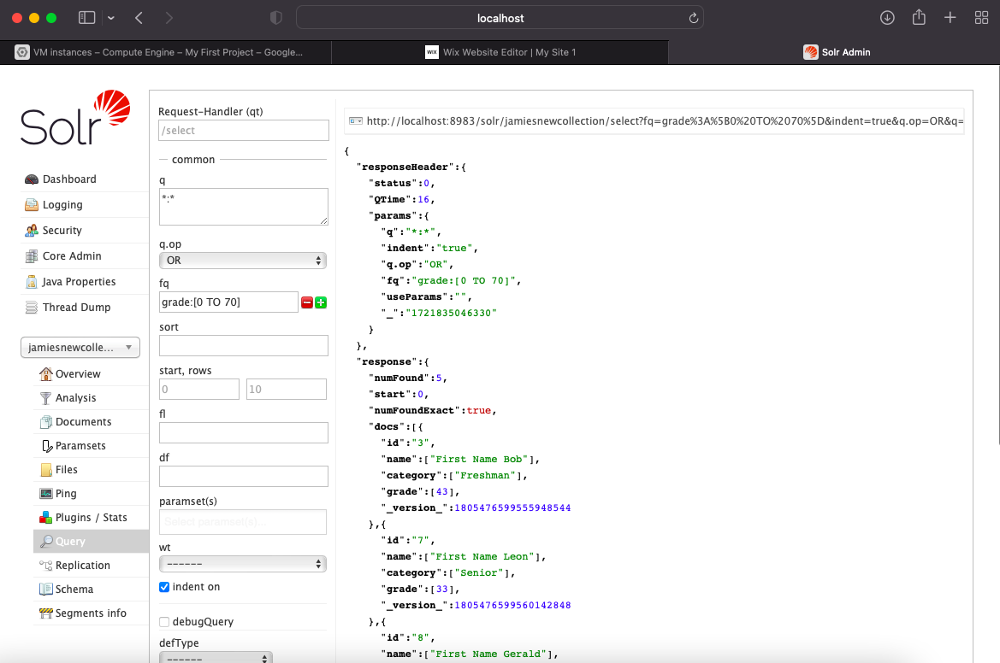 localhost
VM instances – Compute Engine – My First Project – Google...
WIX Wix Website Editor | My Site 1
Solr Admin
Solr
Dashboard
Logging
Security
Core Admin
Java Properties
Thread Dump
jamiesnewcolle...
Overview
Analysis
Documents
Paramsets
Files
Ping
Plugins / Stats
Query
Replication
Schema
Segments info
Request-Handler (qt)
/select
common
q
*:*
q.op
OR
fq
grade:[0 TO 70]
sort
start, rows
0 10
fl
df
paramset(s)
Select paramset(s)...
wt
------
indent on
debugQuery
defType
------
http://localhost:8983/solr/jamiesnewcollection/select?fq=grade%3A%5B0%20TO%2070%5D&indent=true&q.op=OR&q=
{
"responseHeader":{
"status":0,
"QTime":16,
"params":{
"q":"*:*",
"indent":"true",
"q.op":"OR",
"fq":"grade:[0 TO 70]",
"useParams":"",
"_":"1721835046330"
}
},
"response":{
"numFound":5,
"start":0,
"numFoundExact":true,
"docs":[{
"id":"3",
"name":["First Name Bob"],
"category":["Freshman"],
"grade":[43],
"_version_":1805476599555948544
},{
"id":"7",
"name":["First Name Leon"],
"category":["Senior"],
"grade":[33],
"_version_":1805476599560142848
},{
"id":"8",
"name":["First Name Gerald"],